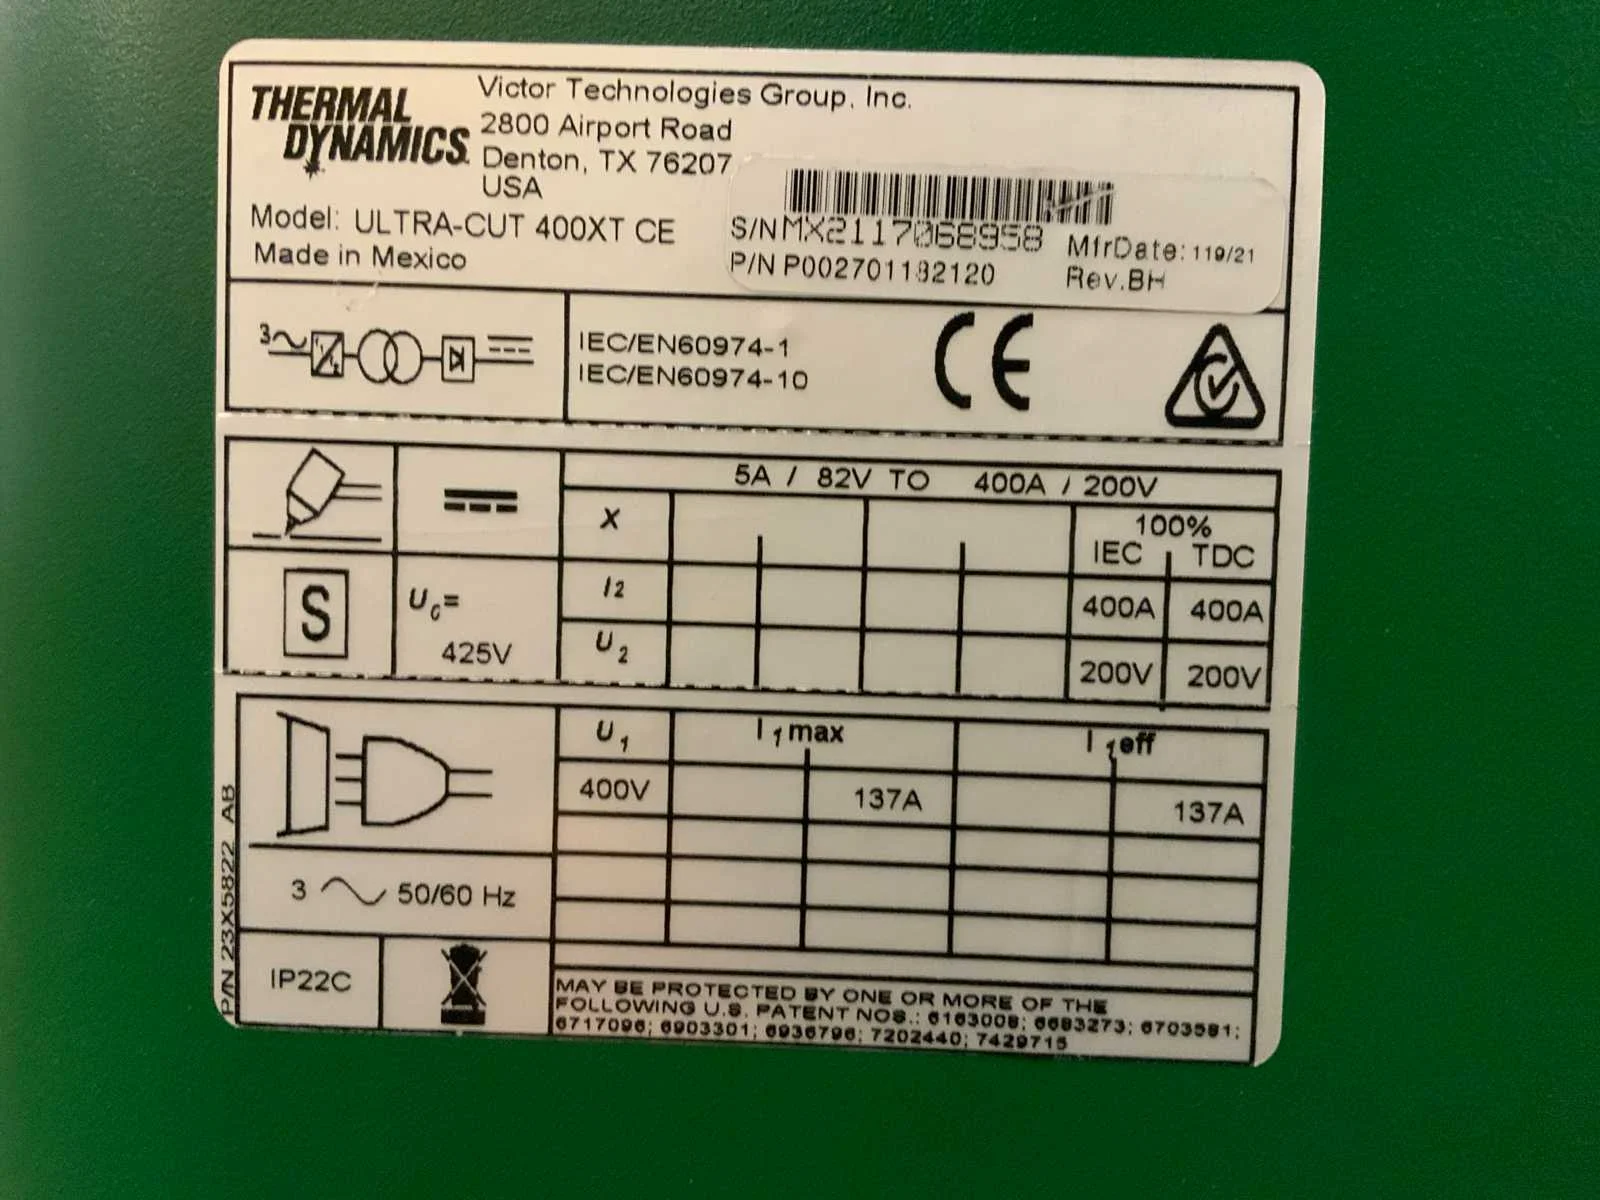 THERMAL DYNAMICS
Victor Technologies Group, Inc.
2800 Airport Road
Denton, TX 76207
USA
Model: ULTRA-CUT 400XT CE
Made in Mexico
S/N MX2117068958
MfrDate: 119/21
P/N P002701182120
Rev.BH
3
IEC/EN60974-1
IEC/EN60974-10
CE
5A / 82V TO 400A / 200V
X
100%
IEC TDC
S
U0=
425V
I2
400A 400A
U2
200V 200V
U1
I1max
I1eff
400V
137A
137A
3 ~ 50/60 Hz
IP22C
MAY BE PROTECTED BY ONE OR MORE OF THE
FOLLOWING U.S. PATENT NOS.: 6163008; 6683273; 6703581;
6717096; 6903301; 6936796; 7202440; 7429715
P/N 23X5822 AB